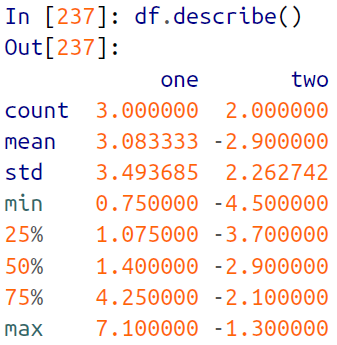 In [237]: df.describe()
Out[237]:
            one       two
count  3.000000  2.000000
mean   3.083333 -2.900000
std    3.493685  2.262742
min    0.750000 -4.500000
25%    1.075000 -3.700000
50%    1.400000 -2.900000
75%    4.250000 -2.100000
max    7.100000 -1.300000